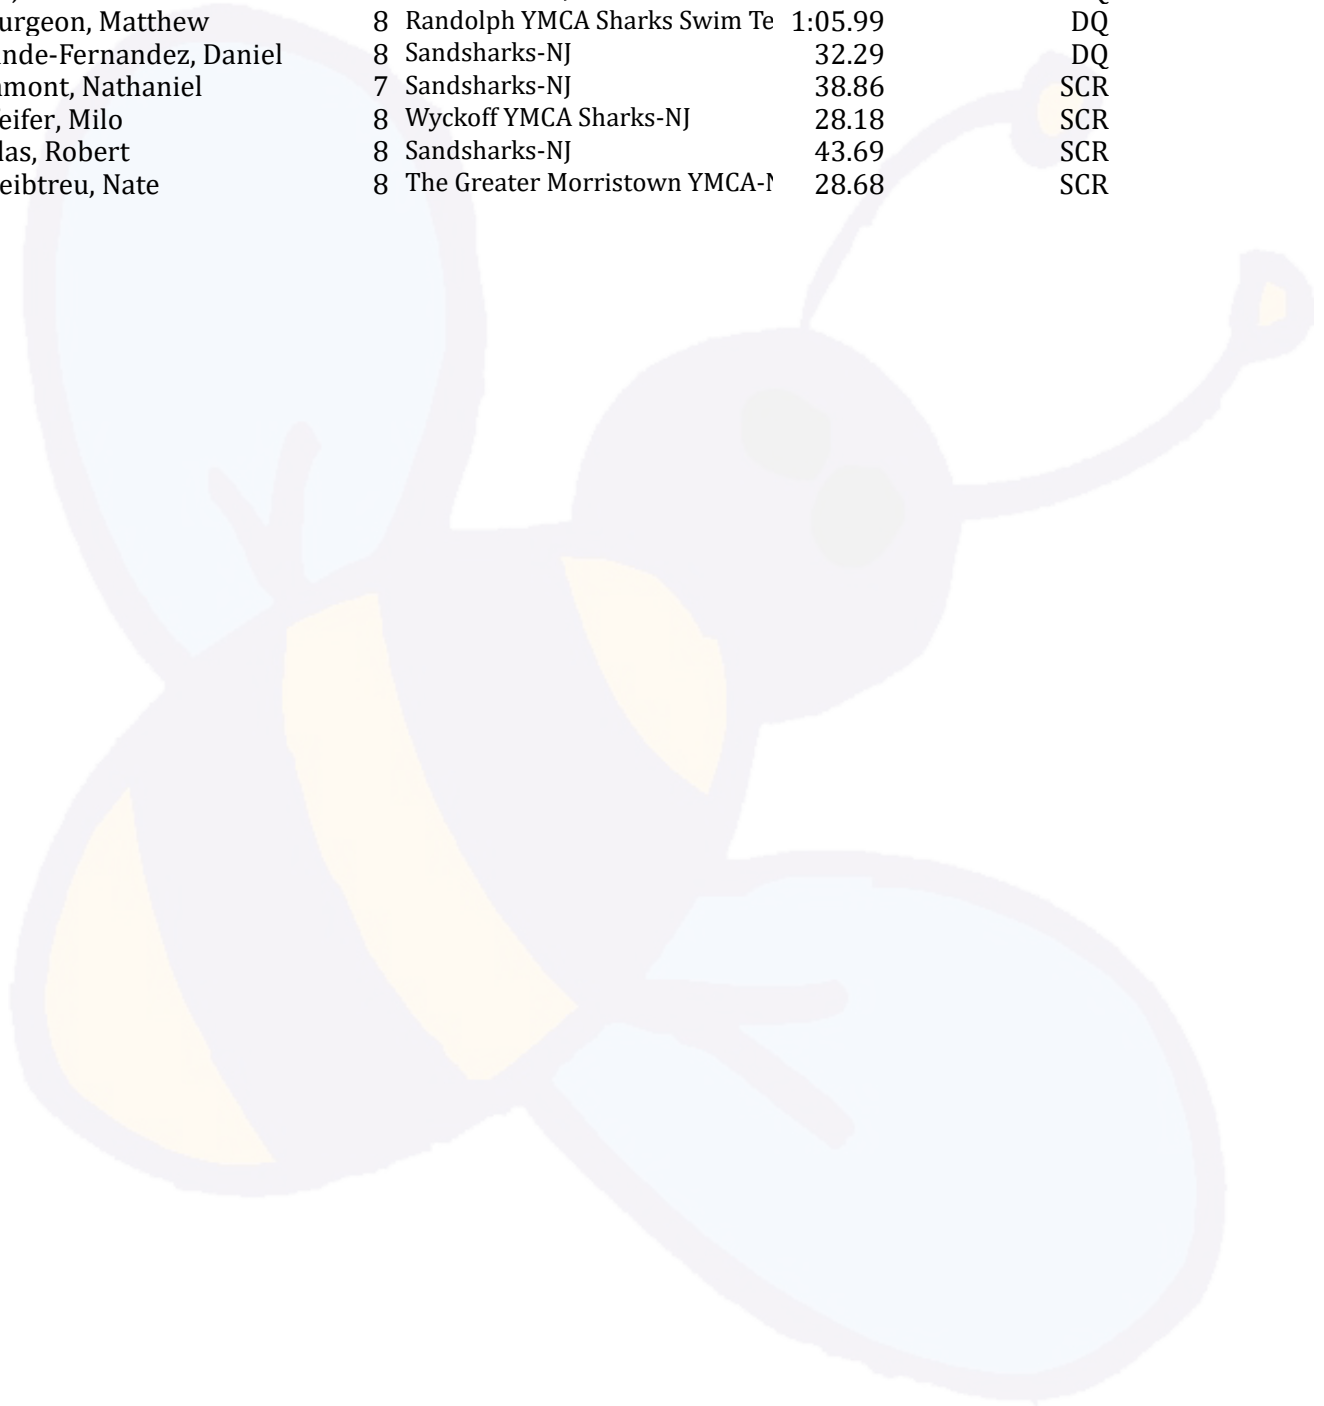 urgeon, Matthew 8 Randolph YMCA Sharks Swim Te 1:05.99 DQ
nde-Fernandez, Daniel 8 Sandsharks-NJ 32.29 DQ
mont, Nathaniel 7 Sandsharks-NJ 38.86 SCR
eifer, Milo 8 Wyckoff YMCA Sharks-NJ 28.18 SCR
las, Robert 8 Sandsharks-NJ 43.69 SCR
eibtreu, Nate 8 The Greater Morristown YMCA-N 28.68 SCR